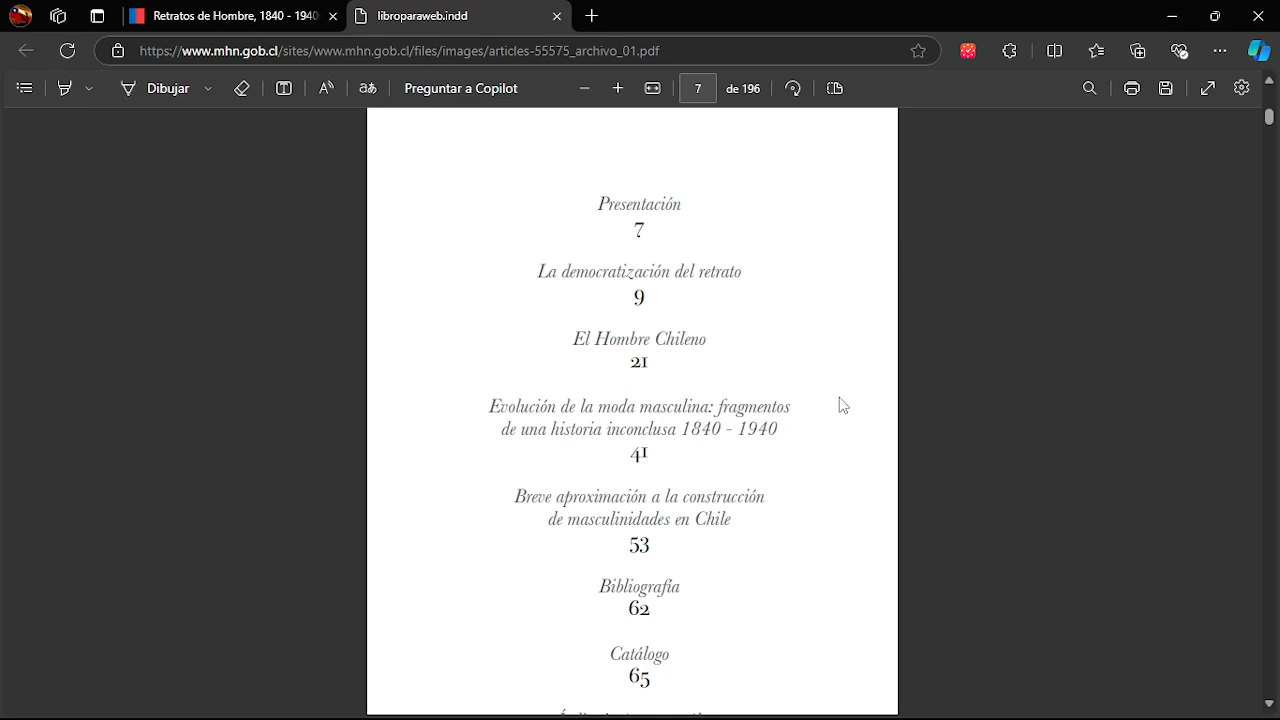 Retratos de Hombre, 1840 - 1940
libroparaweb.indd
https://www.mhn.gob.cl/sites/www.mhn.gob.cl/files/images/articles-55575_archivo_01.pdf
Dibujar
aあ
Preguntar a Copilot
7
de 196
Presentación
7
La democratización del retrato
9
El Hombre Chileno
21
Evolución de la moda masculina: fragmentos
de una historia inconclusa 1840 - 1940
41
Breve aproximación a la construcción
de masculinidades en Chile
53
Bibliografía
62
Catálogo
65